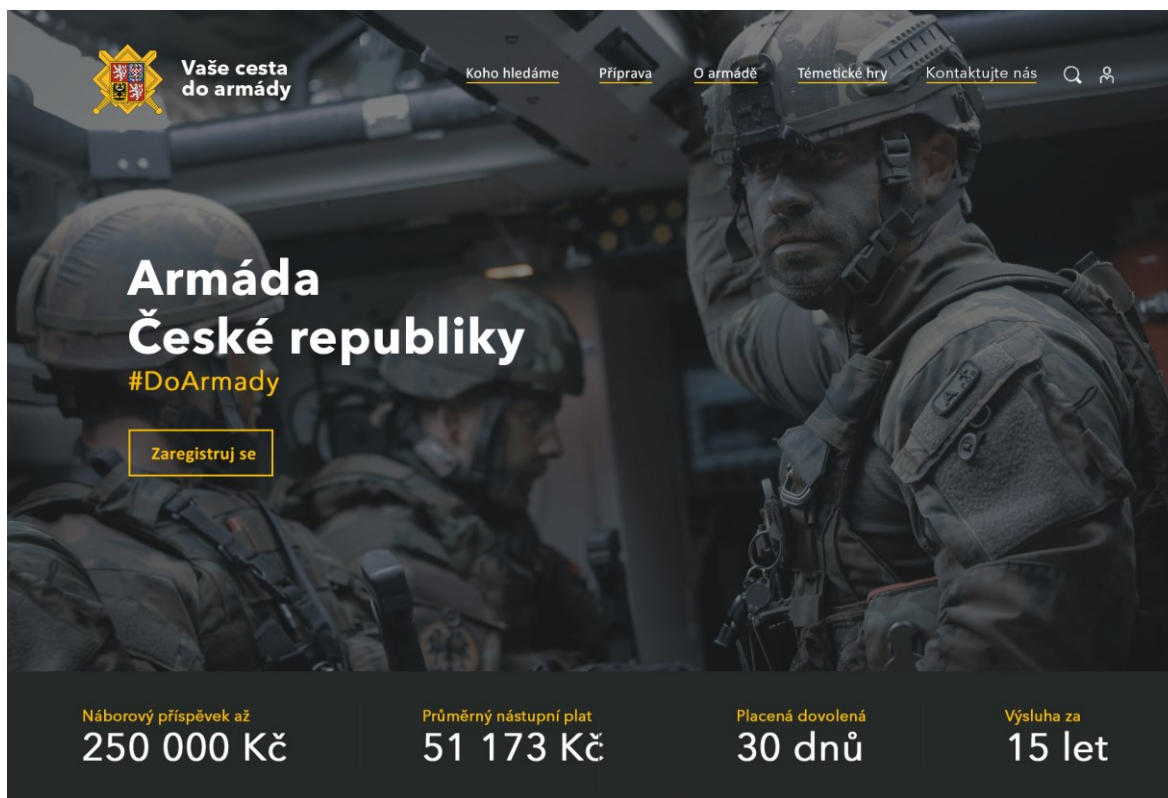 Vaše cesta
do armády
Koho hledáme
Příprava
O armádě
Témetické hry
Kontaktujte nás
Armáda
České republiky
#DoArmady
Zaregistruj se
Náborový příspěvek až
250 000 Kč
Průměrný nástupní plat
51 173 Kč
Placená dovolená
30 dnů
Výsluha za
15 let